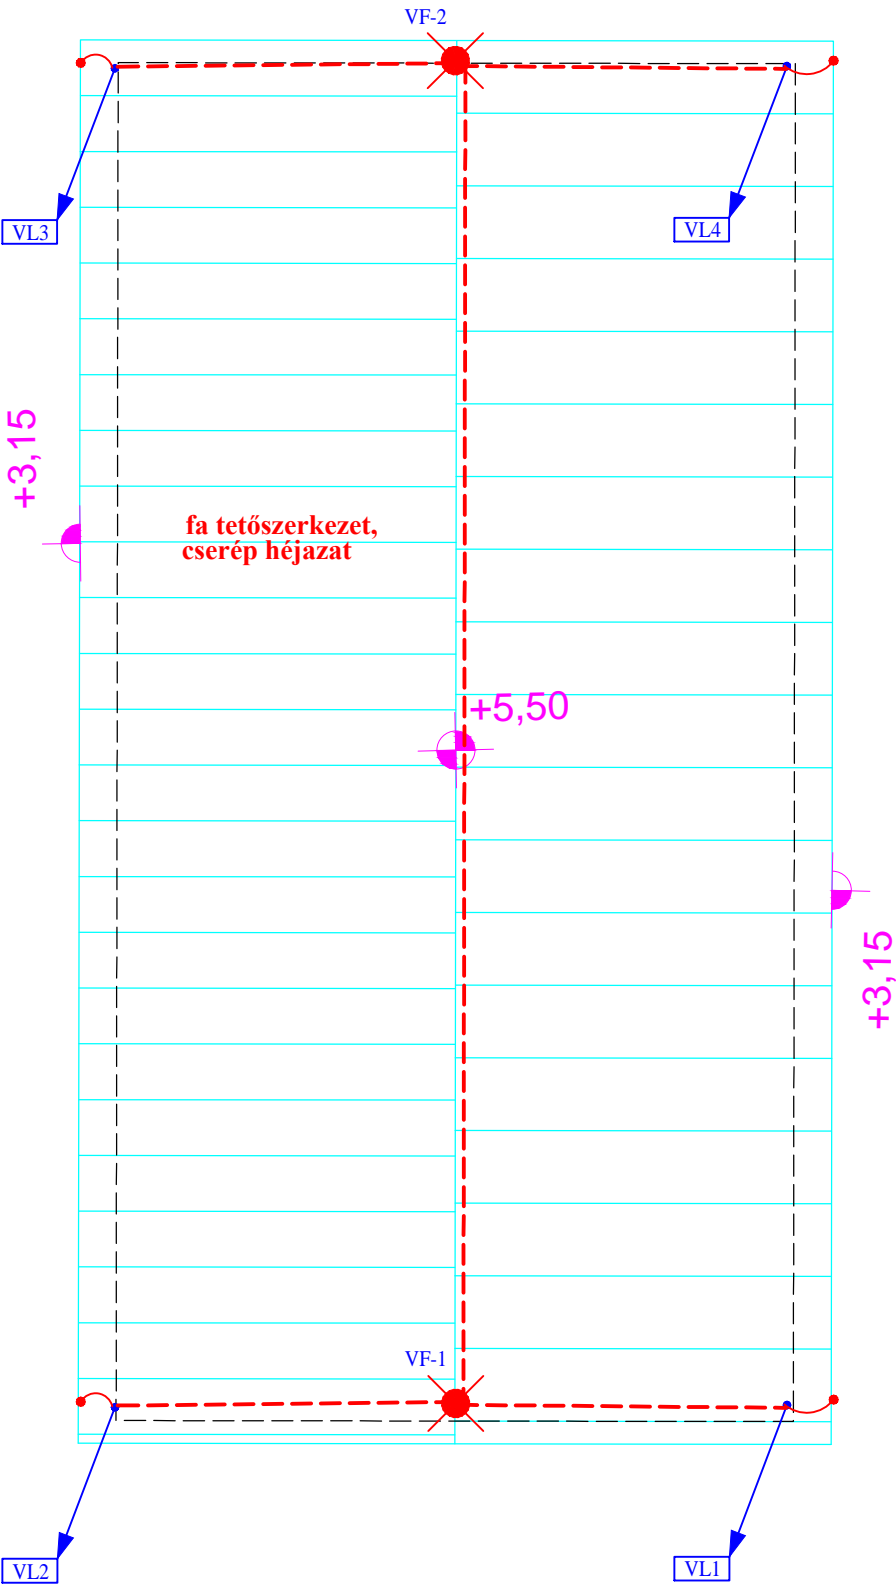 VF-2
VL3
VL4
+3,15
fa tetőszerkezet,
cserép héjazat
+5,50
+3,15
VF-1
VL2
VL1